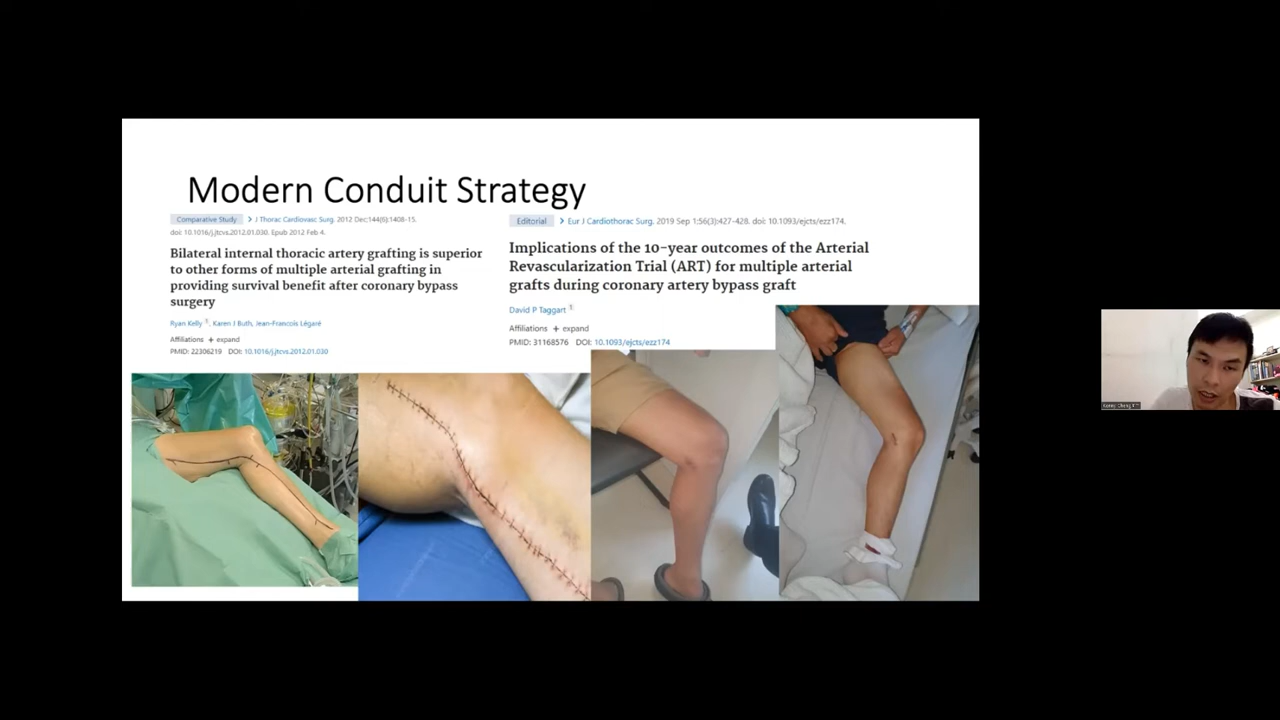 Modern Conduit Strategy
Comparative Study > J Thorac Cardiovasc Surg. 2012 Dec;144(6):1408-15.
doi: 10.1016/j.jtcvs.2012.01.030. Epub 2012 Feb 4.
Bilateral internal thoracic artery grafting is superior
to other forms of multiple arterial grafting in
providing survival benefit after coronary bypass
surgery
Ryan Kelly 1, Karen J Buth, Jean-Francois Légaré
Affiliations + expand
PMID: 22306219 DOI: 10.1016/j.jtcvs.2012.01.030
Editorial > Eur J Cardiothorac Surg. 2019 Sep 1;56(3):427-428. doi: 10.1093/ejcts/ezz174.
Implications of the 10-year outcomes of the Arterial
Revascularization Trial (ART) for multiple arterial
grafts during coronary artery bypass graft
David P Taggart 1
Affiliations + expand
PMID: 31168576 DOI: 10.1093/ejcts/ezz174